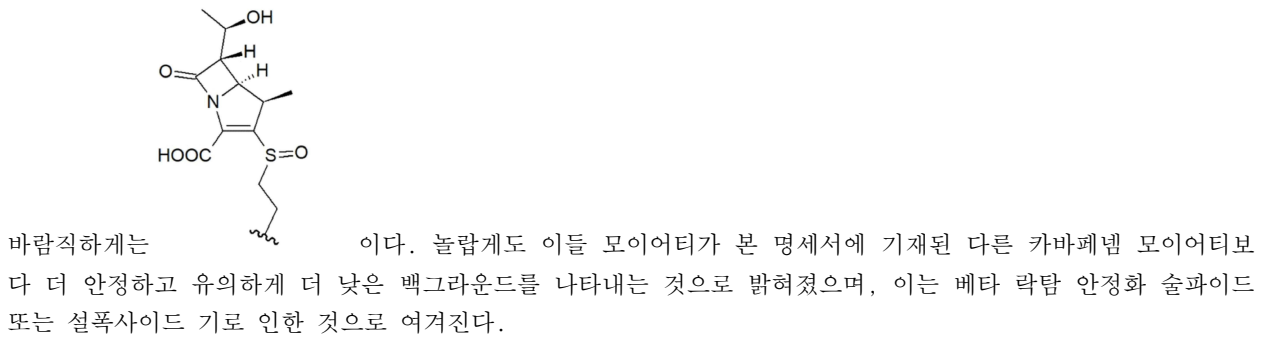 OH
H
O
H
N
HOOC
S
O
바람직하게는 이다. 놀랍게도 이들 모이어티가 본 명세서에 기재된 다른 카바페넴 모이어티보
다 더 안정하고 유의하게 더 낮은 백그라운드를 나타내는 것으로 밝혀졌으며, 이는 베타 락탐 안정화 술파이드
또는 설폭사이드 기로 인한 것으로 여겨진다.